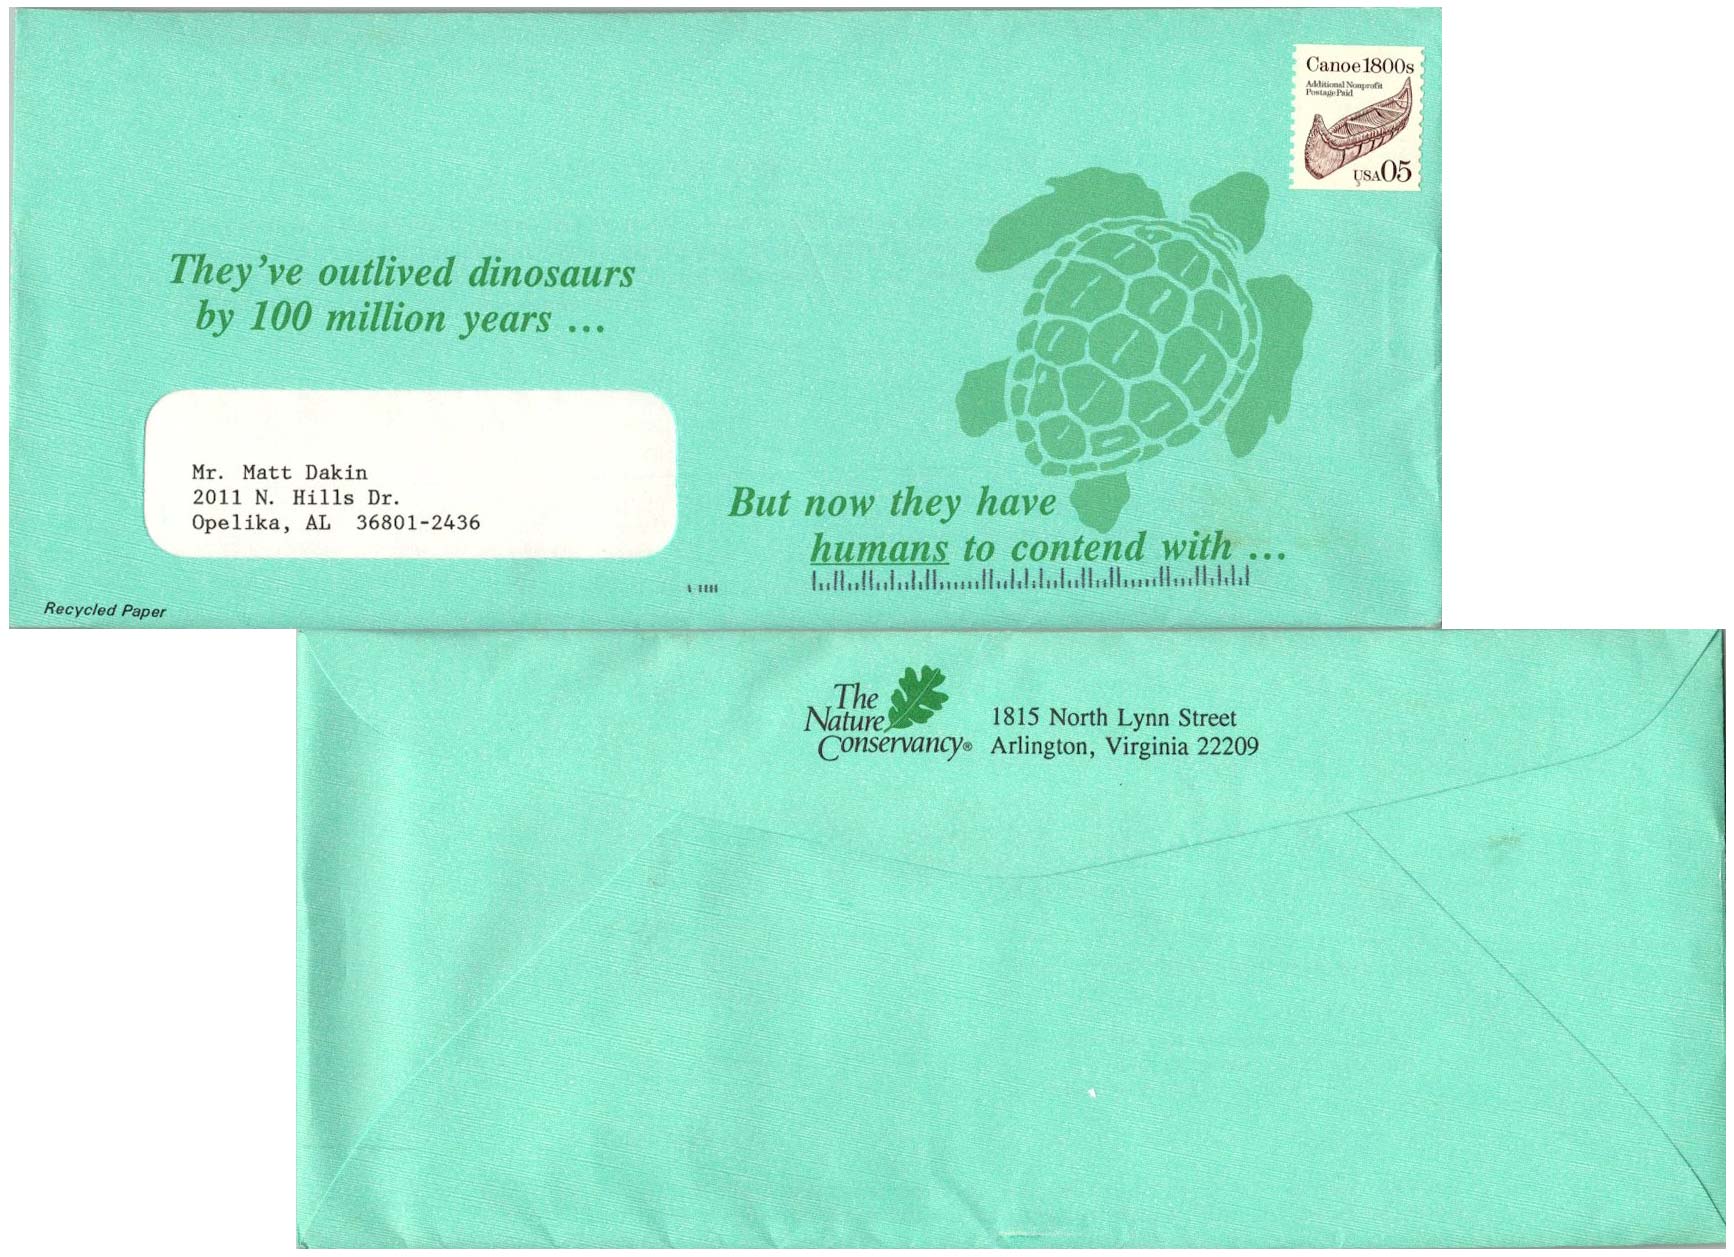 Canoe 1800s
Additional Nonprofit
Postage Paid
USA 05
They've outlived dinosaurs
by 100 million years ...
Mr. Matt Dakin
2011 N. Hills Dr.
Opelika, AL 36801-2436
But now they have
humans to contend with ...
Recycled Paper
The
Nature
Conservancy®
1815 North Lynn Street
Arlington, Virginia 22209